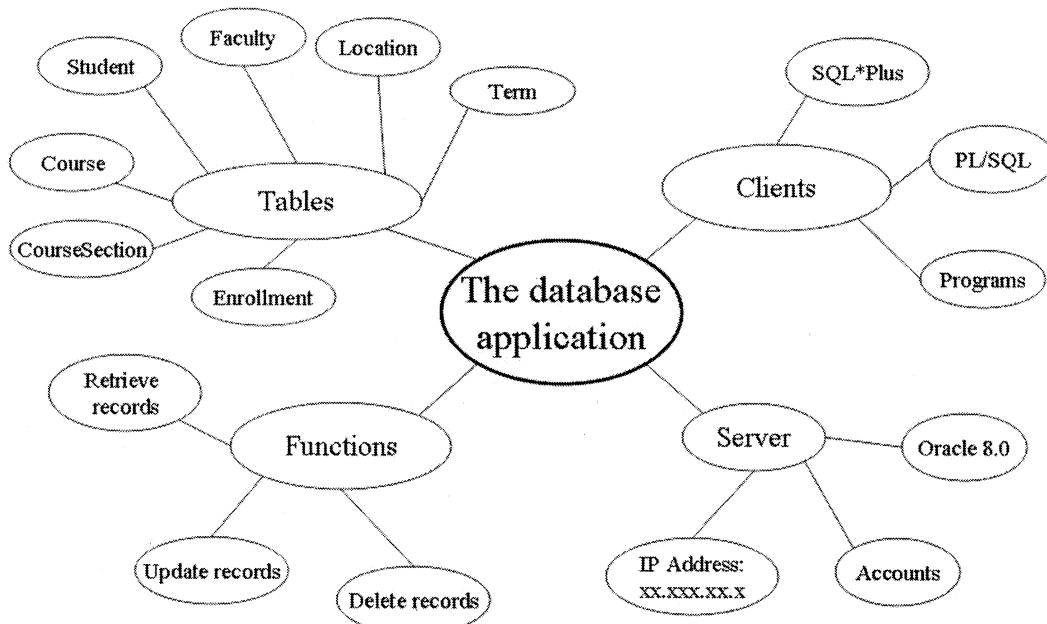 Faculty
Location
Student
Term
SQL*Plus
Course
Tables
Clients
PL/SQL
CourseSection
Enrollment
Programs
The database
application
Retrieve
records
Functions
Server
Oracle 8.0
Update records
Delete records
IP Address:
xx.xxx.xx.x
Accounts